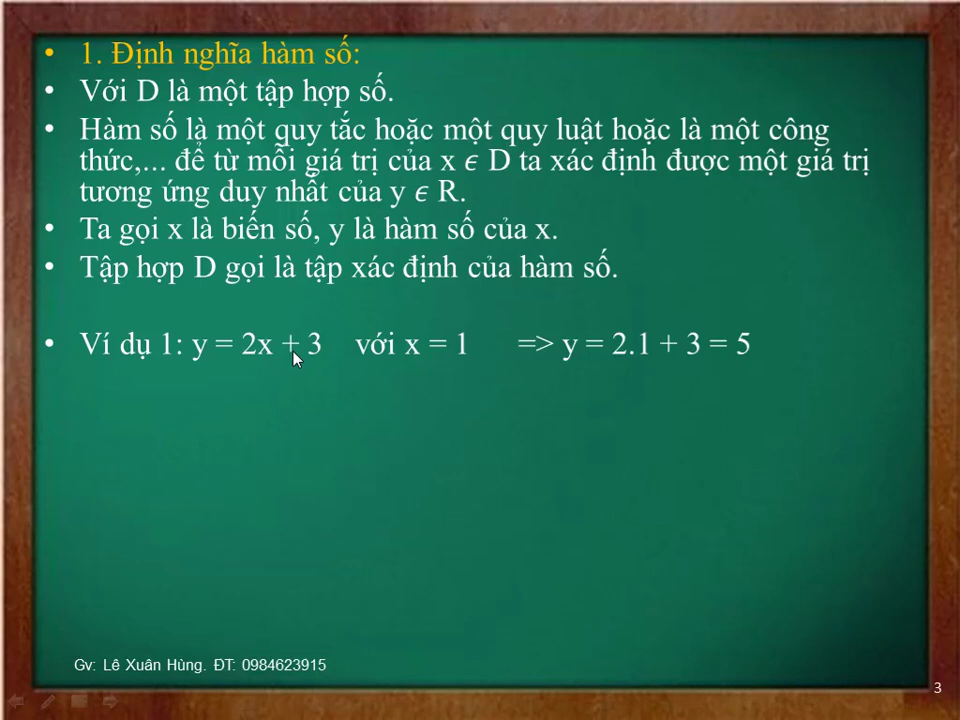 • 1. Định nghĩa hàm số:
• Với D là một tập hợp số.
• Hàm số là một quy tắc hoặc một quy luật hoặc là một công
thức,... để từ mỗi giá trị của x ϵ D ta xác định được một giá trị
tương ứng duy nhất của y ϵ R.
• Ta gọi x là biến số, y là hàm số của x.
• Tập hợp D gọi là tập xác định của hàm số.
• Ví dụ 1: y = 2x + 3 với x = 1 => y = 2.1 + 3 = 5
Gv: Lê Xuân Hùng. ĐT: 0984623915
3